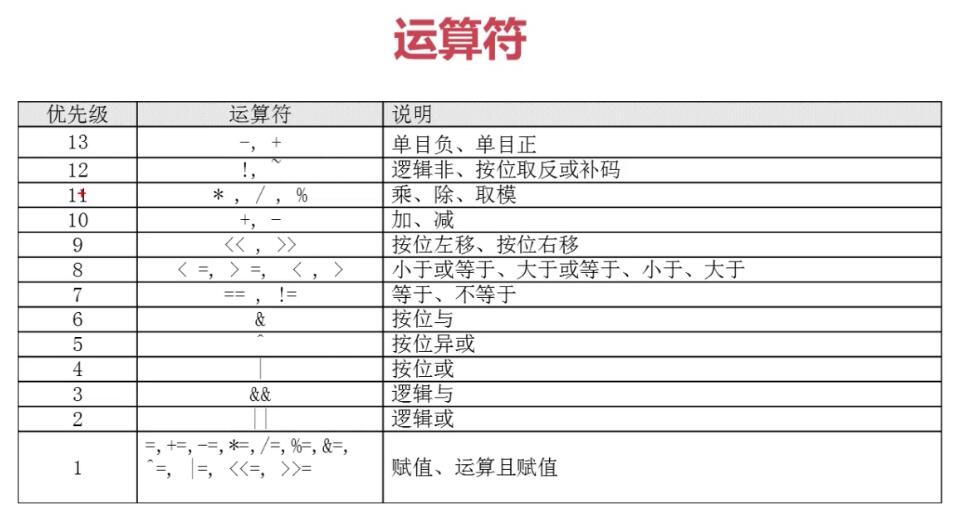 运算符
优先级 运算符 说明
13 -, + 单目负、单目正
12 !, ~ 逻辑非、按位取反或补码
11 * , / , % 乘、除、取模
10 +, - 加、减
9 << , >> 按位左移、按位右移
8 < =, > =, < , > 小于或等于、大于或等于、小于、大于
7 == , != 等于、不等于
6 & 按位与
5 ^ 按位异或
4 | 按位或
3 && 逻辑与
2 || 逻辑或
=,+=,-=,*=,/=,%=,&=,
1 ^=, |=, <<=, >>= 赋值、运算且赋值